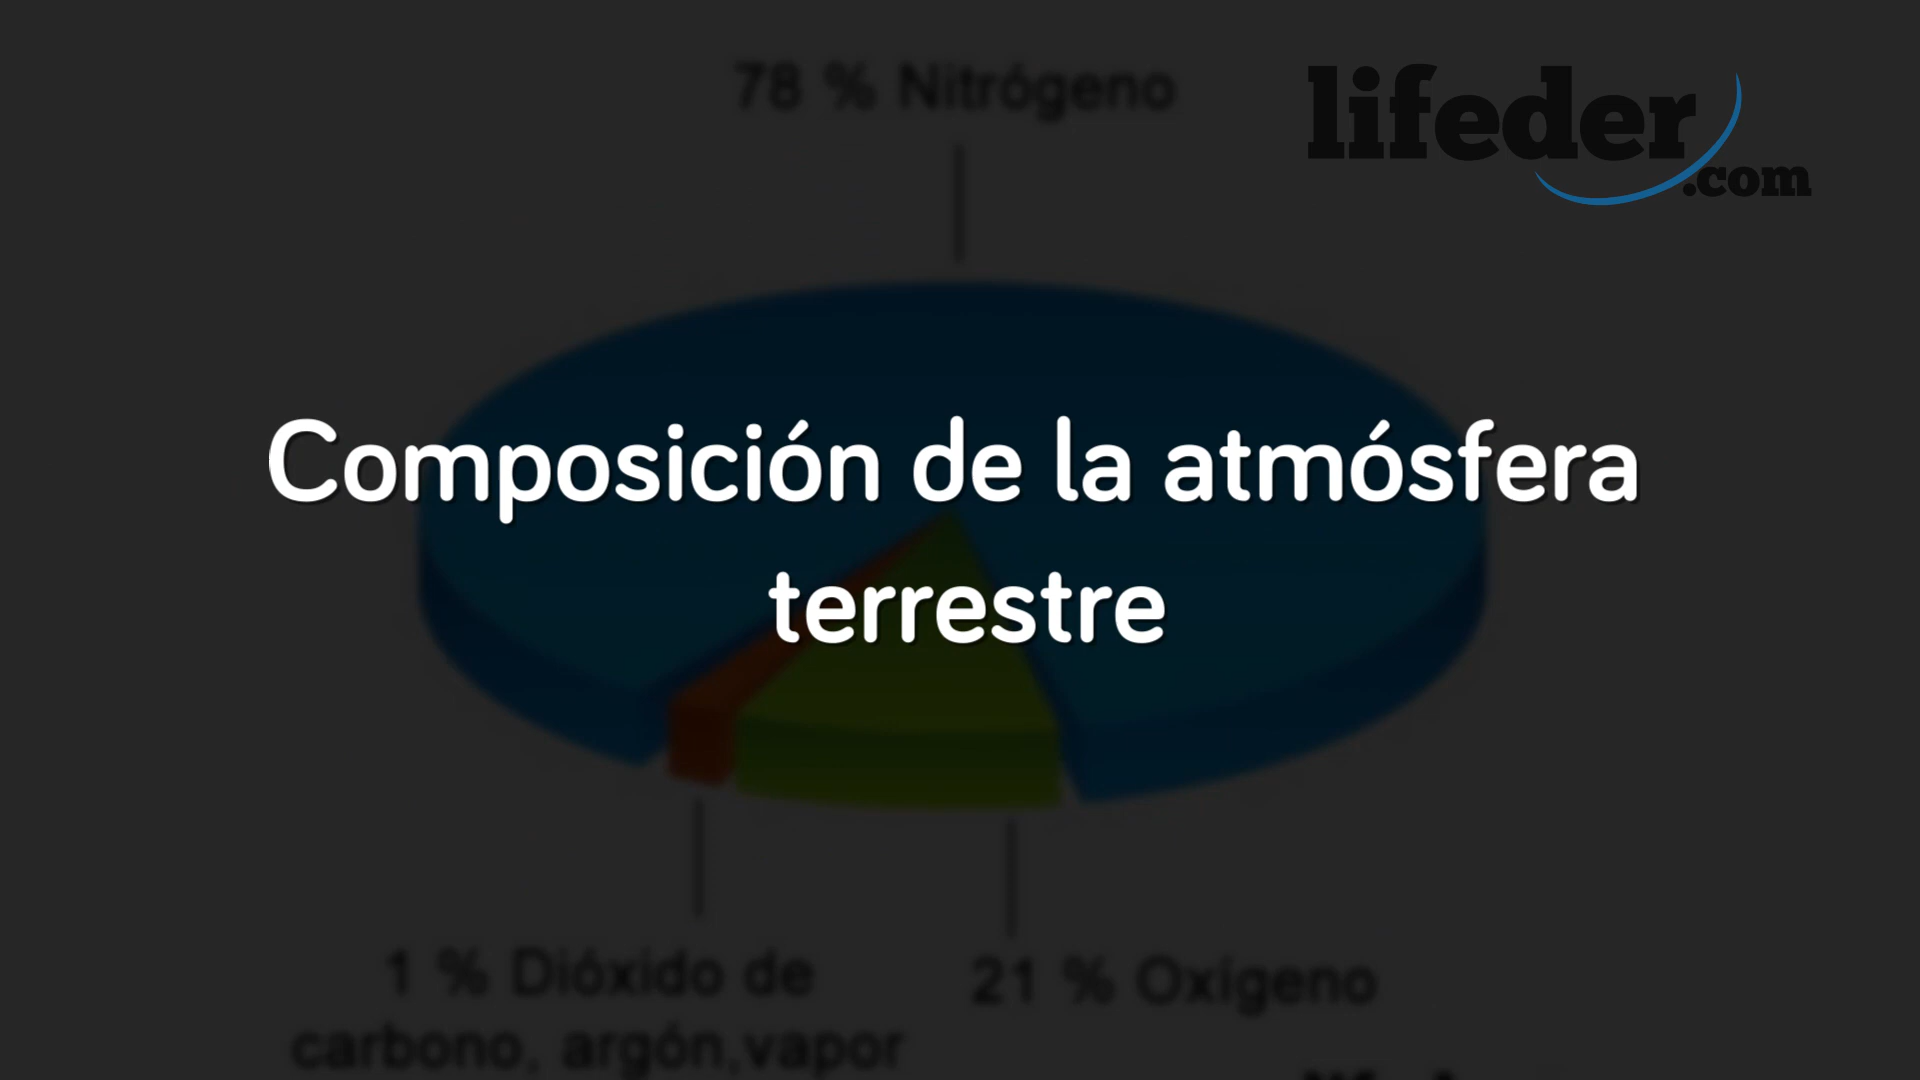 78 % Nitrógeno
lifeder
.com
Composición de la atmósfera
terrestre
1 % Dióxido de
21 % Oxígeno
carbono, argón,vapor